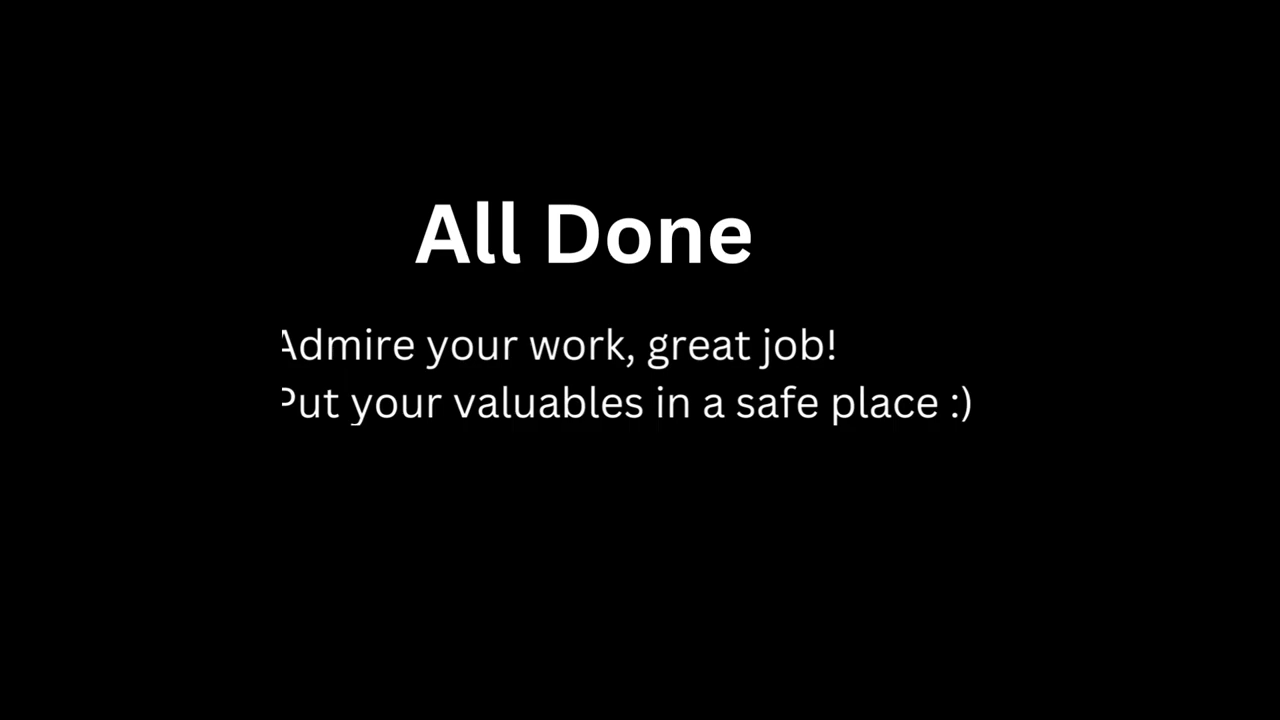 All Done
Admire your work, great job!
Put your valuables in a safe place :)